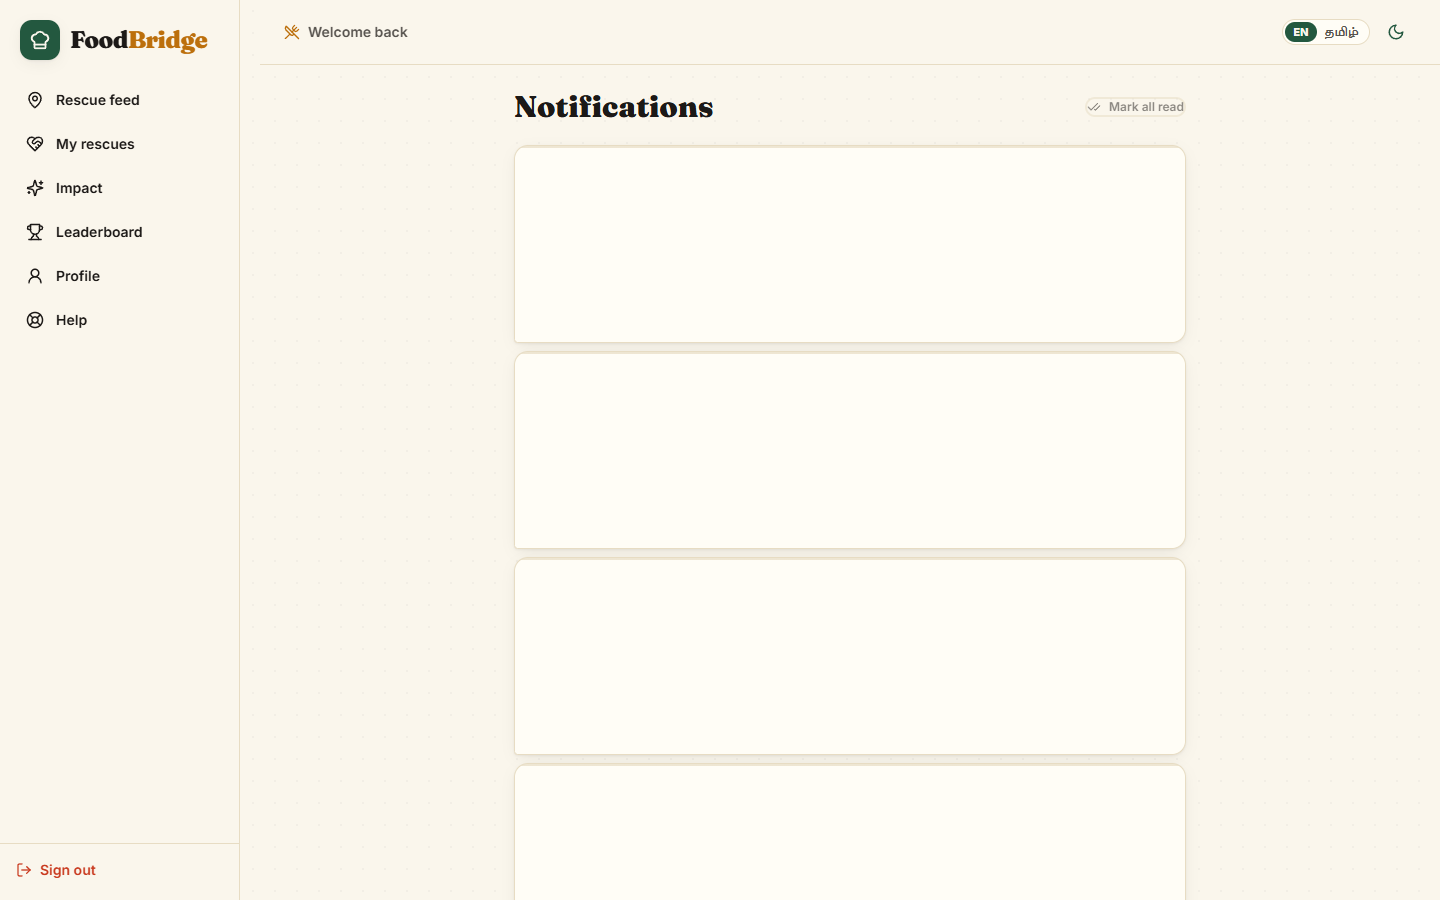 FoodBridge
Rescue feed
My rescues
Impact
Leaderboard
Profile
Help
Sign out
Welcome back
EN தமிழ்
Notifications
Mark all read